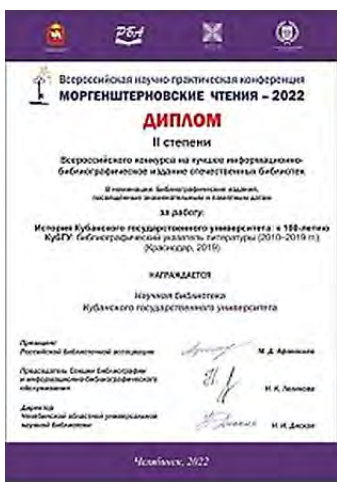 РБА
Всероссийская научно-практическая конференция
МОРГЕНШТЕРНОВСКИЕ ЧТЕНИЯ – 2022
ДИПЛОМ
II степени
Всероссийского конкурса на лучшее информационно-
библиографическое издание отечественных библиотек
В номинации: Библиографические издания,
посвящённые знаменательным и памятным датам
за работу:
История Кубанского государственного университета: к 100-летию
КубГУ: библиографический указатель литературы (2010–2019 гг.)
(Краснодар, 2019)
НАГРАЖДАЕТСЯ
Научная библиотека
Кубанского государственного университета
Президент
Российской библиотечной ассоциации
М. Д. Афанасьев
Председатель Секции библиографии
и информационно-библиографического
обслуживания
Н. К. Леликова
Директор
Челябинской областной универсальной
научной библиотеки
Н. И. Диская
Челябинск, 2022